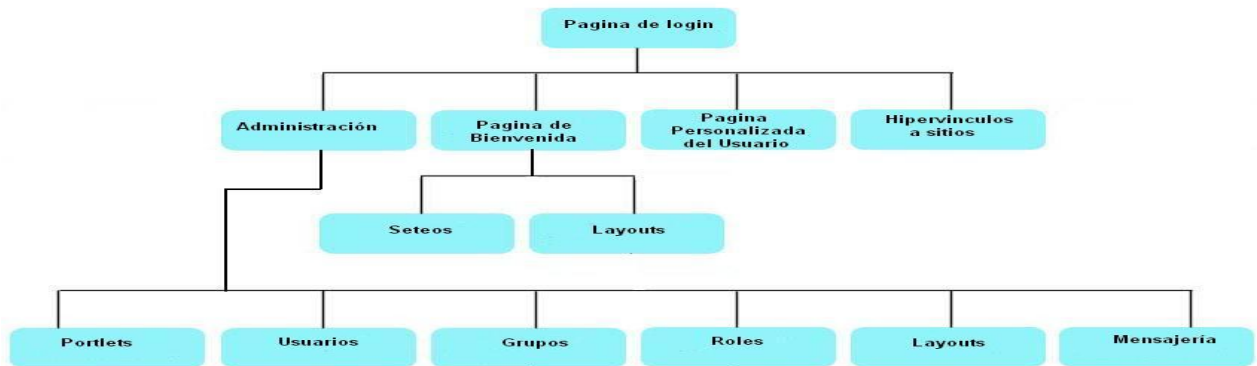 Pagina de login
Administración
Pagina de
Bienvenida
Pagina
Personalizada
del Usuario
Hipervinculos
a sitios
Seteos
Layouts
Portlets
Usuarios
Grupos
Roles
Layouts
Mensajería